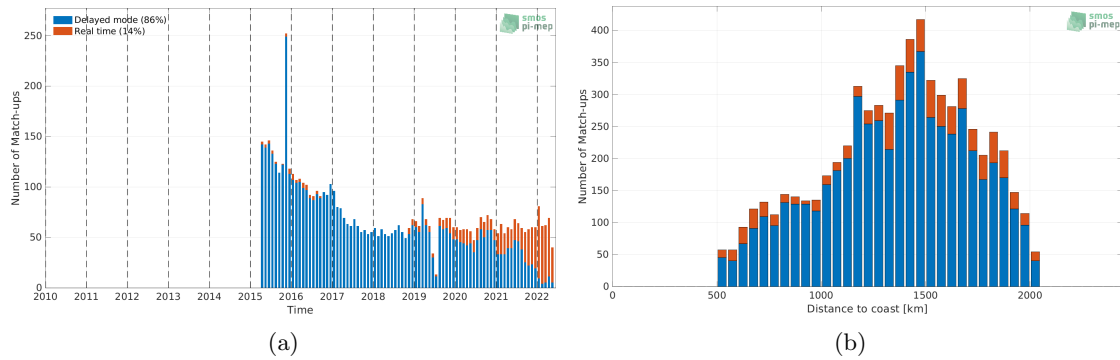 Delayed mode (86%)
Real time (14%)
smos
pi-mep
Number of Match-ups
250
200
150
100
50
0
2010 2011 2012 2013 2014 2015 2016 2017 2018 2019 2020 2021 2022
Time
(a)
smos
pi-mep
Number of Match-ups
400
350
300
250
200
150
100
50
0
0 500 1000 1500 2000
Distance to coast [km]
(b)